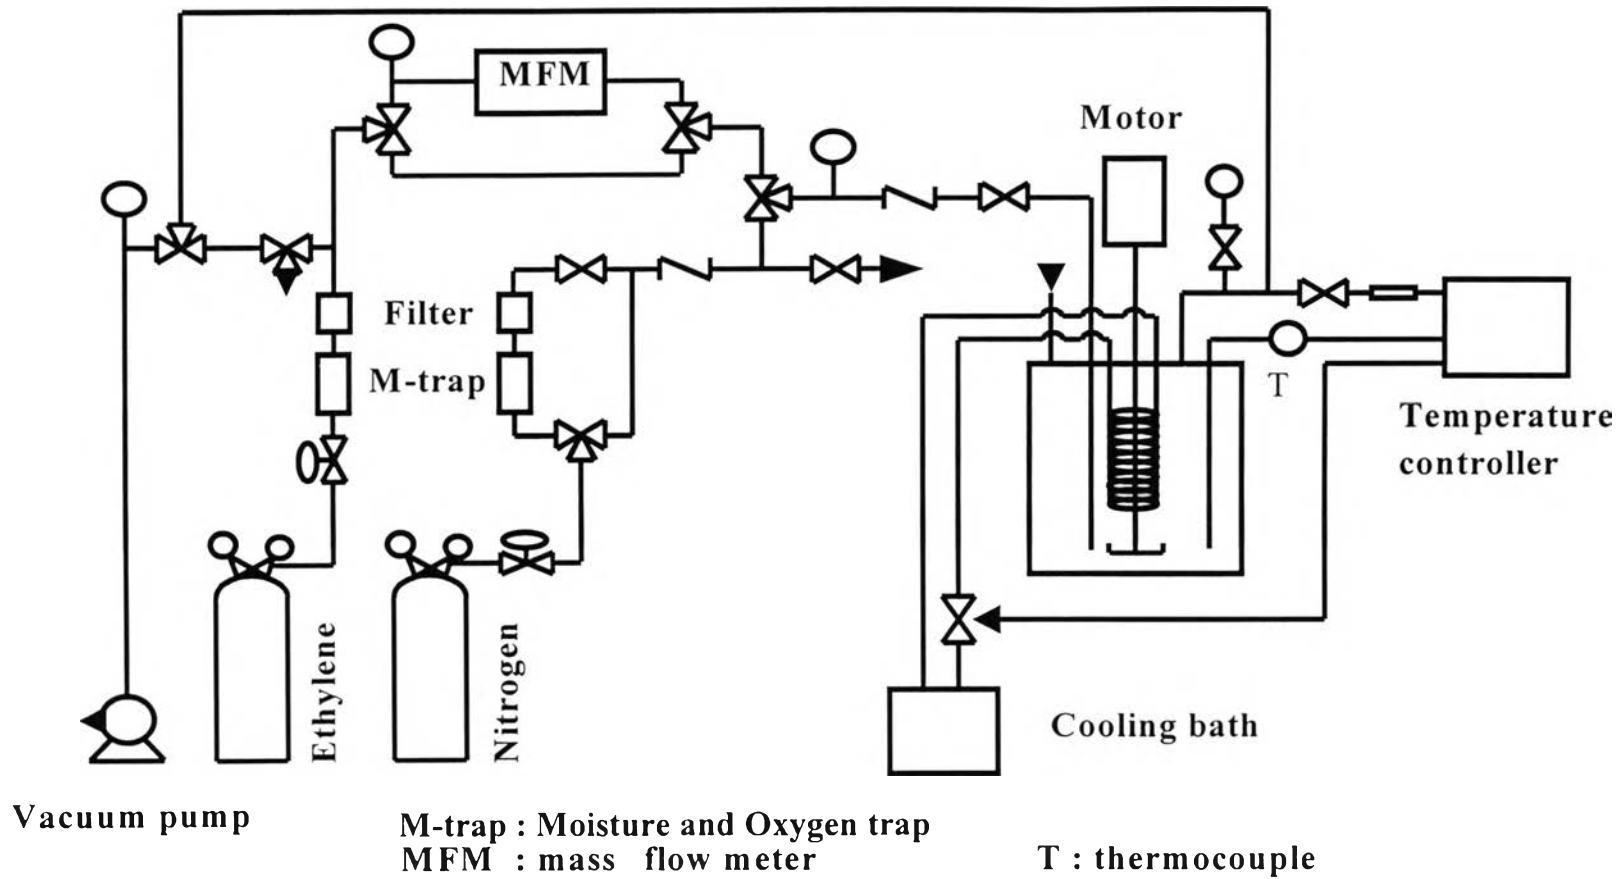 MFM
Motor
Filter
M-trap
T
Temperature
controller
Ethylene
Nitrogen
Cooling bath
Vacuum pump
M-trap : Moisture and Oxygen trap
MFM : mass flow meter
T : thermocouple